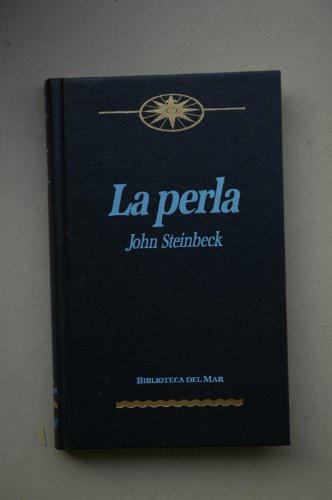 La perla
John Steinbeck
BIBLIOTECA DEL MAR